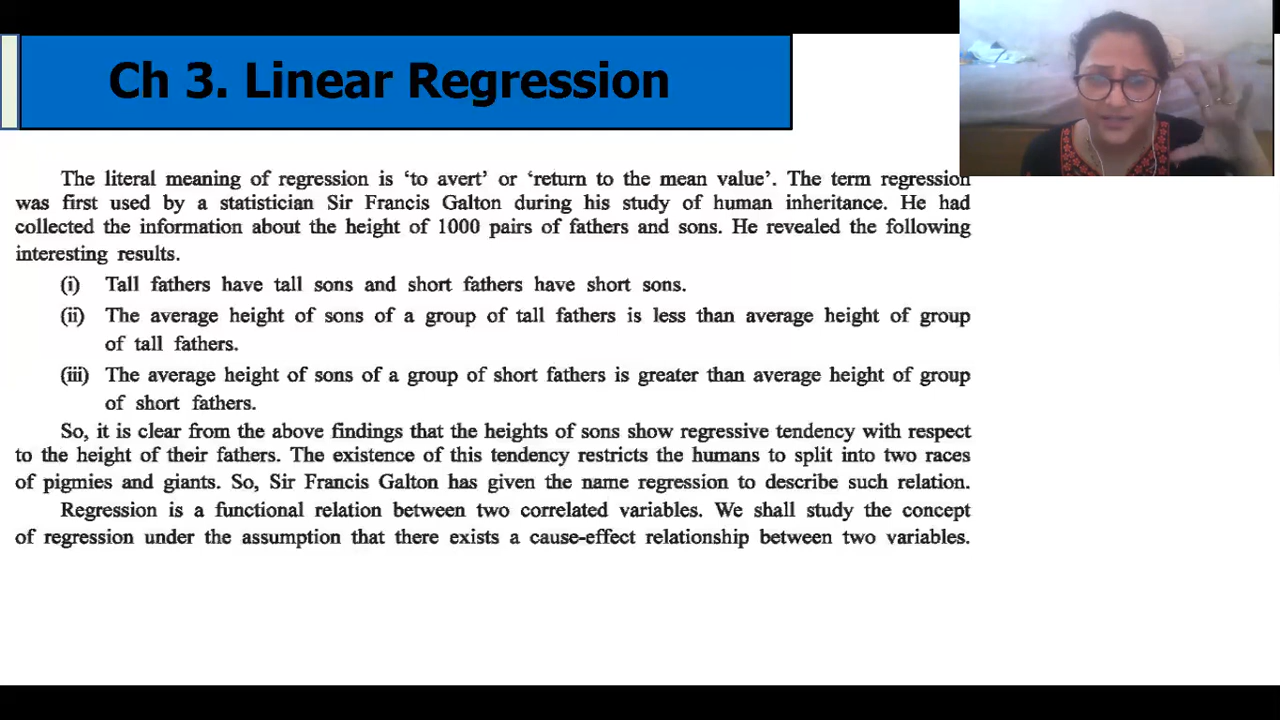 Ch 3. Linear Regression
The literal meaning of regression is ‘to avert’ or ‘return to the mean value’. The term regression
was first used by a statistician Sir Francis Galton during his study of human inheritance. He had
collected the information about the height of 1000 pairs of fathers and sons. He revealed the following
interesting results.
(i) Tall fathers have tall sons and short fathers have short sons.
(ii) The average height of sons of a group of tall fathers is less than average height of group
of tall fathers.
(iii) The average height of sons of a group of short fathers is greater than average height of group
of short fathers.
So, it is clear from the above findings that the heights of sons show regressive tendency with respect
to the height of their fathers. The existence of this tendency restricts the humans to split into two races
of pigmies and giants. So, Sir Francis Galton has given the name regression to describe such relation.
Regression is a functional relation between two correlated variables. We shall study the concept
of regression under the assumption that there exists a cause-effect relationship between two variables.